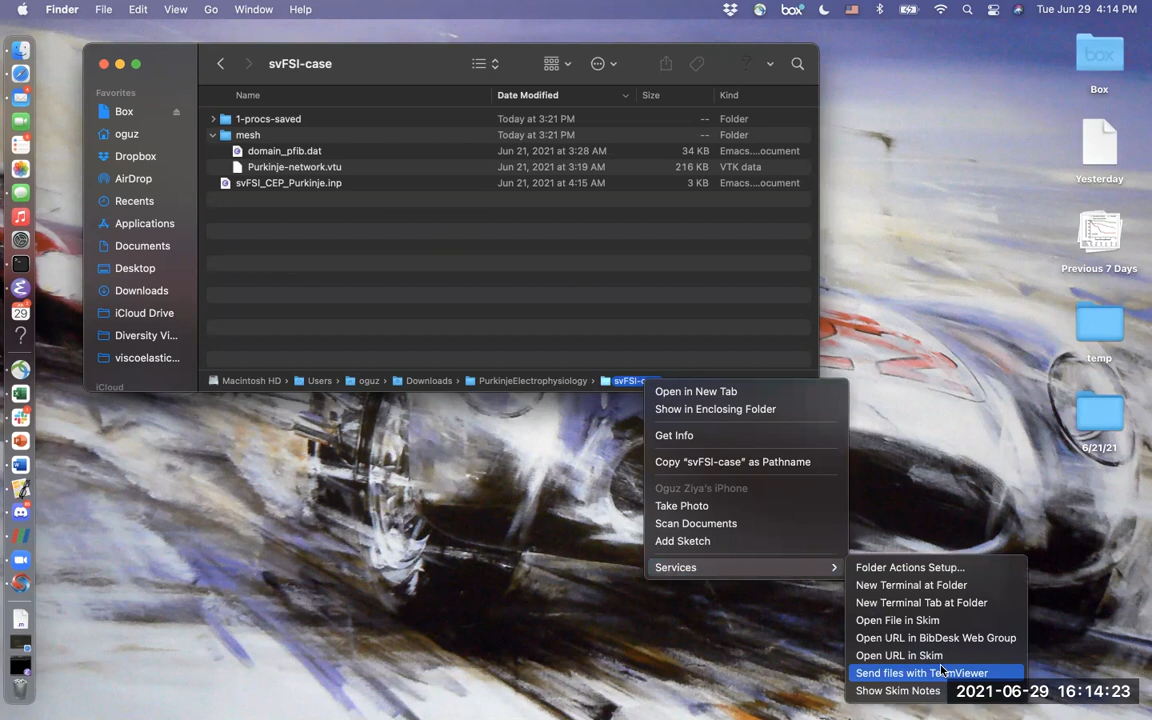 Finder File Edit View Go Window Help
box
Tue Jun 29 4:14 PM
svFSI-case
Favorites
Box
oguz
Dropbox
AirDrop
Recents
Applications
Documents
Desktop
Downloads
iCloud Drive
Diversity Vi...
viscoelastic...
iCloud
Name Date Modified Size Kind
1-procs-saved Today at 3:21 PM -- Folder
mesh Today at 3:21 PM -- Folder
domain_pfib.dat Jun 21, 2021 at 3:28 AM 34 KB Emacs....ocument
Purkinje-network.vtu Jun 21, 2021 at 3:19 AM 216 KB VTK data
svFSI_CEP_Purkinje.inp Jun 21, 2021 at 4:15 AM 3 KB Emacs....ocument
Macintosh HD › Users › oguz › Downloads › PurkinjeElectrophysiology › svFSI-c
Open in New Tab
Show in Enclosing Folder
Get Info
Copy "svFSI-case" as Pathname
Oguz Ziya's iPhone
Take Photo
Scan Documents
Add Sketch
Services
Folder Actions Setup...
New Terminal at Folder
New Terminal Tab at Folder
Open File in Skim
Open URL in BibDesk Web Group
Open URL in Skim
Send files with TeamViewer
Show Skim Notes
2021-06-29 16:14:23
box
Box
Yesterday
Previous 7 Days
temp
6/21/21
29